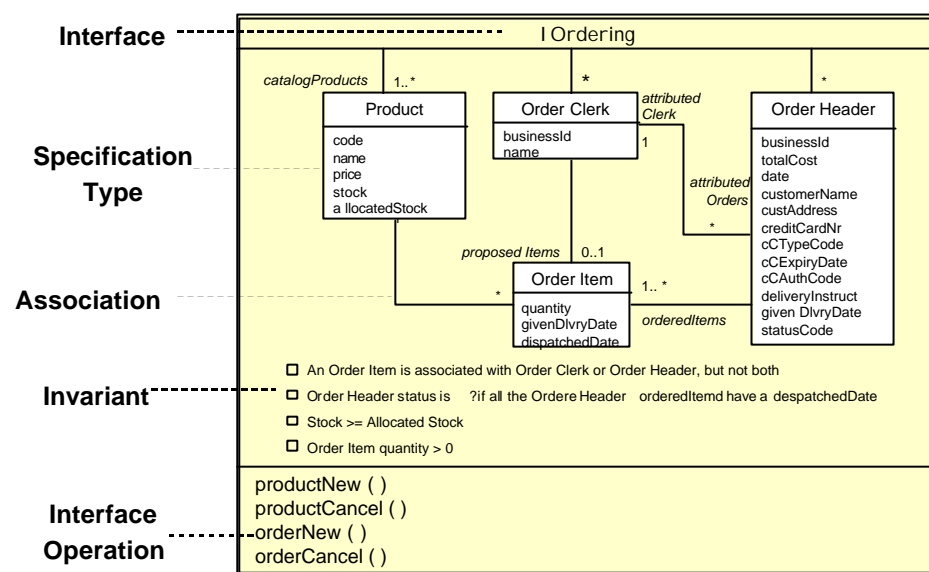 Interface
I Ordering
catalogProducts
1..*
*
*
Product
code
name
price
stock
a llocatedStock
Order Clerk
businessId
name
attributed
Clerk
1
Order Header
businessId
totalCost
date
customerName
custAddress
creditCardNr
cCTypeCode
cCExpiryDate
cCAuthCode
deliveryInstruct
given DlvryDate
statusCode
Specification
Type
attributed
Orders
*
*
proposed Items
0..1
Association
*
Order Item
quantity
givenDlvryDate
dispatchedDate
1.. *
orderedItems
An Order Item is associated with Order Clerk or Order Header, but not both
Invariant
Order Header status is ?if all the Ordere Header orderedItemd have a despatchedDate
Stock >= Allocated Stock
Order Item quantity > 0
productNew ( )
productCancel ( )
orderNew ( )
orderCancel ( )
Interface
Operation